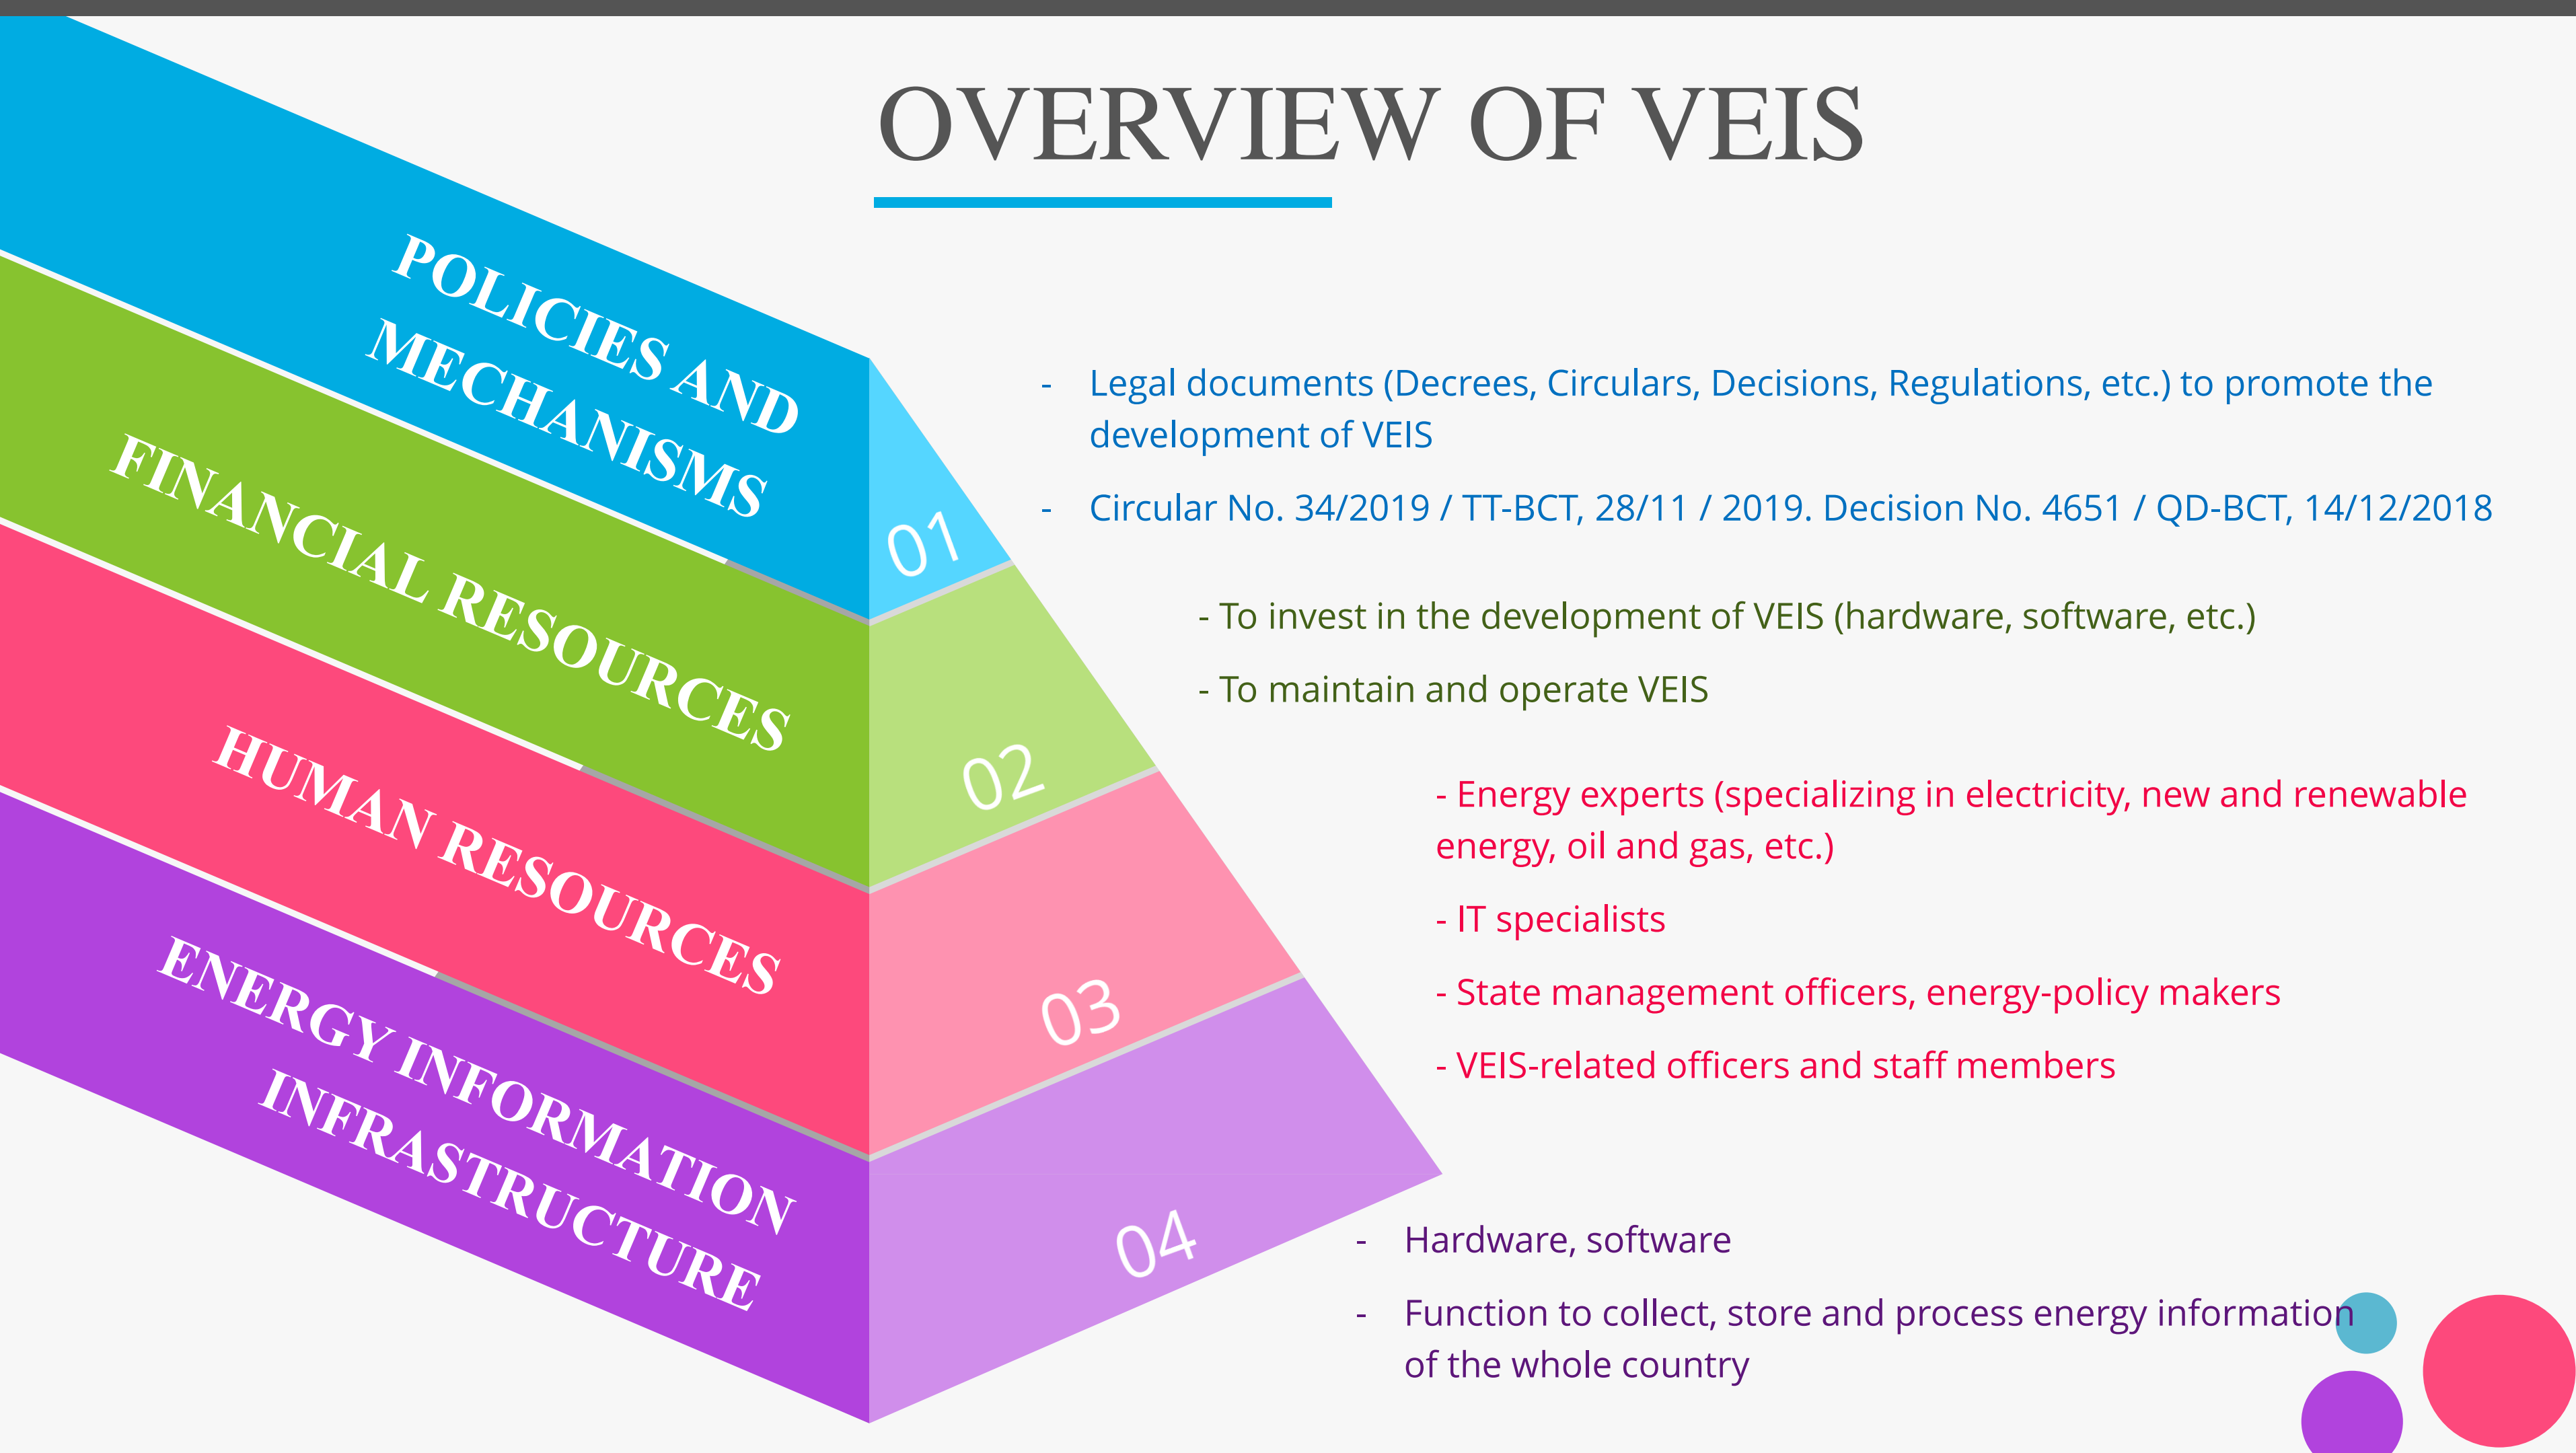 OVERVIEW OF VEIS
POLICIES AND
MECHANISMS
01
- Legal documents (Decrees, Circulars, Decisions, Regulations, etc.) to promote the
development of VEIS
- Circular No. 34/2019 / TT-BCT, 28/11 / 2019. Decision No. 4651 / QD-BCT, 14/12/2018
FINANCIAL RESOURCES
02
- To invest in the development of VEIS (hardware, software, etc.)
- To maintain and operate VEIS
HUMAN RESOURCES
03
- Energy experts (specializing in electricity, new and renewable
energy, oil and gas, etc.)
- IT specialists
- State management officers, energy-policy makers
- VEIS-related officers and staff members
ENERGY INFORMATION
INFRASTRUCTURE
04
- Hardware, software
- Function to collect, store and process energy information
of the whole country